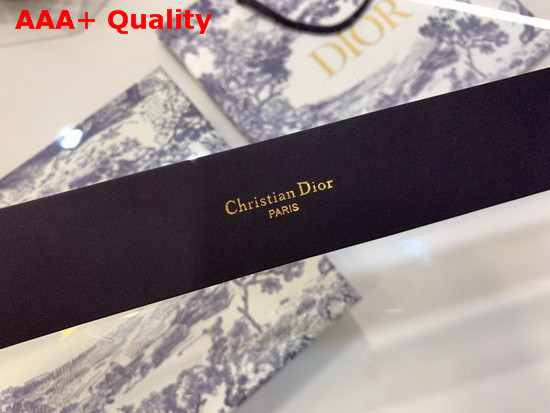 AAA+ Quality
DIOR
Christian Dior
PARIS